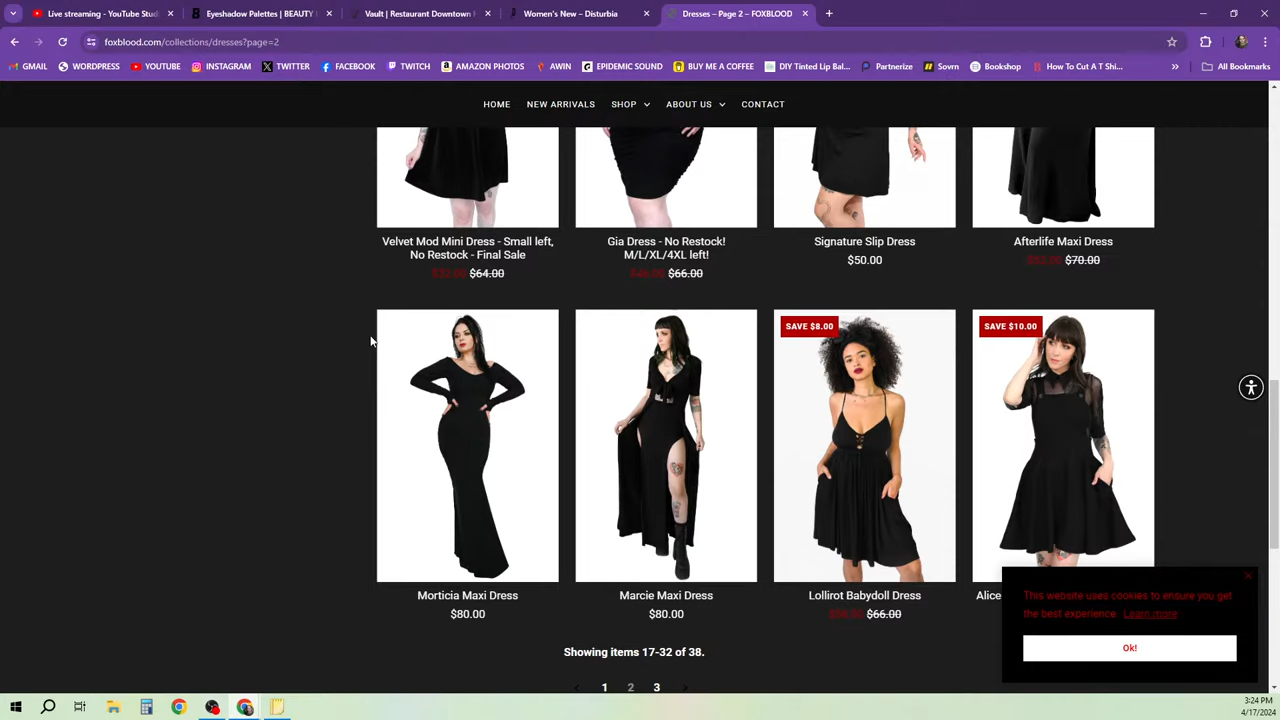 Live streaming - YouTube Stud
Eyeshadow Palettes | BEAUTY
Vault | Restaurant Downtown
Women's New – Disturbia
Dresses – Page 2 – FOXBLOOD
foxblood.com/collections/dresses?page=2
GMAIL
WORDPRESS
YOUTUBE
INSTAGRAM
TWITTER
FACEBOOK
TWITCH
AMAZON PHOTOS
AWIN
EPIDEMIC SOUND
BUY ME A COFFEE
DIY Tinted Lip Bal...
Partnerize
Sovrn
Bookshop
How To Cut A T Shi...
All Bookmarks
HOME
NEW ARRIVALS
SHOP
ABOUT US
CONTACT
Velvet Mod Mini Dress - Small left,
No Restock - Final Sale
$32.00 $64.00
Gia Dress - No Restock!
M/L/XL/4XL left!
$66.00
Signature Slip Dress
$50.00
Afterlife Maxi Dress
$70.00
SAVE $8.00
SAVE $10.00
Morticia Maxi Dress
$80.00
Marcie Maxi Dress
$80.00
Lollirot Babydoll Dress
$58.00 $66.00
Alice
This website uses cookies to ensure you get
the best experience. Learn more
Ok!
Showing items 17-32 of 38.
1 2 3
3:24 PM
4/17/2024